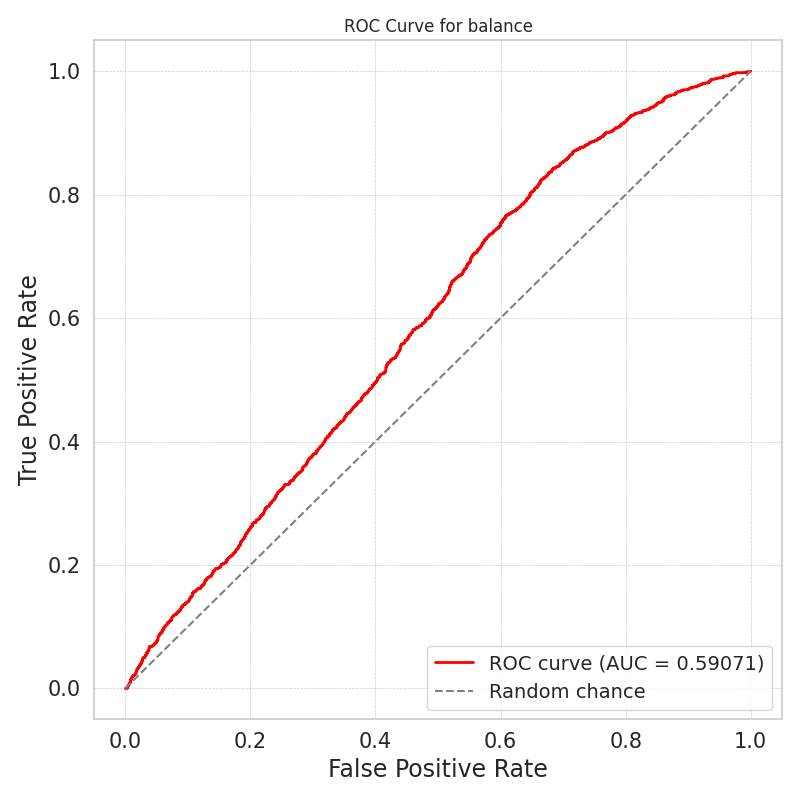 ROC Curve for balance
1.0
0.8
0.6
0.4
0.2
0.0
True Positive Rate
ROC curve (AUC = 0.59071)
Random chance
0.0 0.2 0.4 0.6 0.8 1.0
False Positive Rate